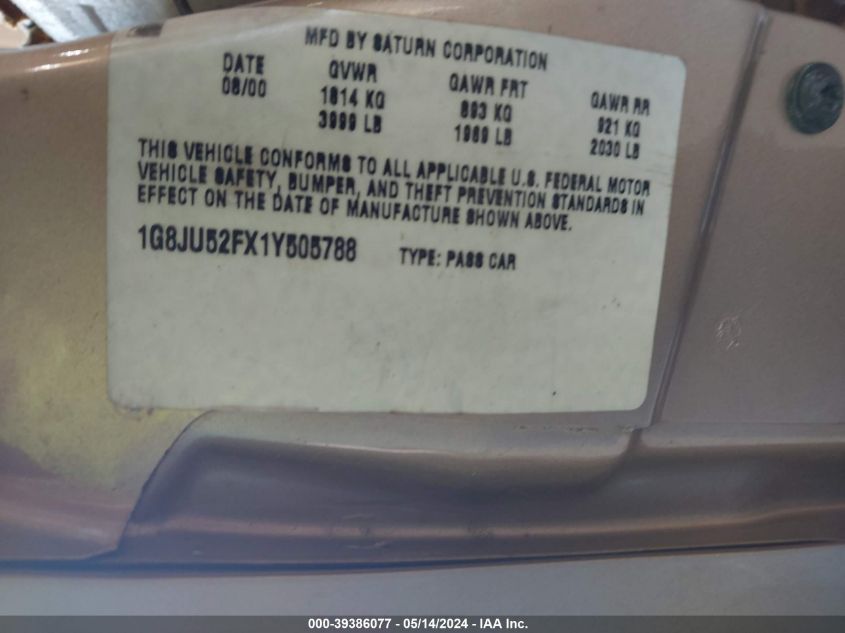 MFD BY SATURN CORPORATION
DATE GVWR GAWR FRT GAWR RR
08/00 1814 KG 893 KG 921 KG
3999 LB 1969 LB 2030 LB
THIS VEHICLE CONFORMS TO ALL APPLICABLE U.S. FEDERAL MOTOR
VEHICLE SAFETY, BUMPER, AND THEFT PREVENTION STANDARDS IN
EFFECT ON THE DATE OF MANUFACTURE SHOWN ABOVE.
1G8JU52FX1Y505788 TYPE: PASS CAR
000-39386077 - 05/14/2024 - IAA Inc.